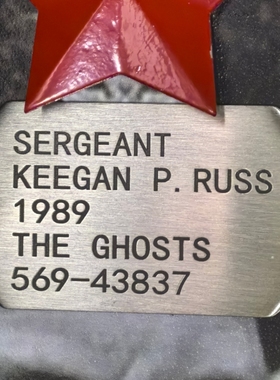 SERGEANT
KEEGAN P. RUSS
1989
THE GHOSTS
569-43837